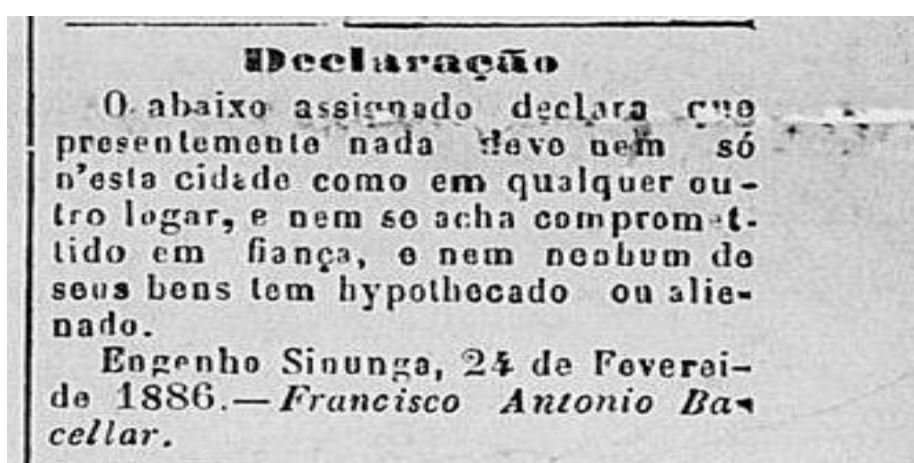 Declaração
O abaixo assignado declara que
presentemente nada deve nem só
n'esta cidade como em qualquer ou-
tro logar, e nem se acha compromet-
tido em fiança, e nem nenhum de
seus bens tem hypothecado ou alie-
nado.
Engenho Sinunga, 24 de Feverei-
de 1886.—Francisco Antonio Ba-
cellar.